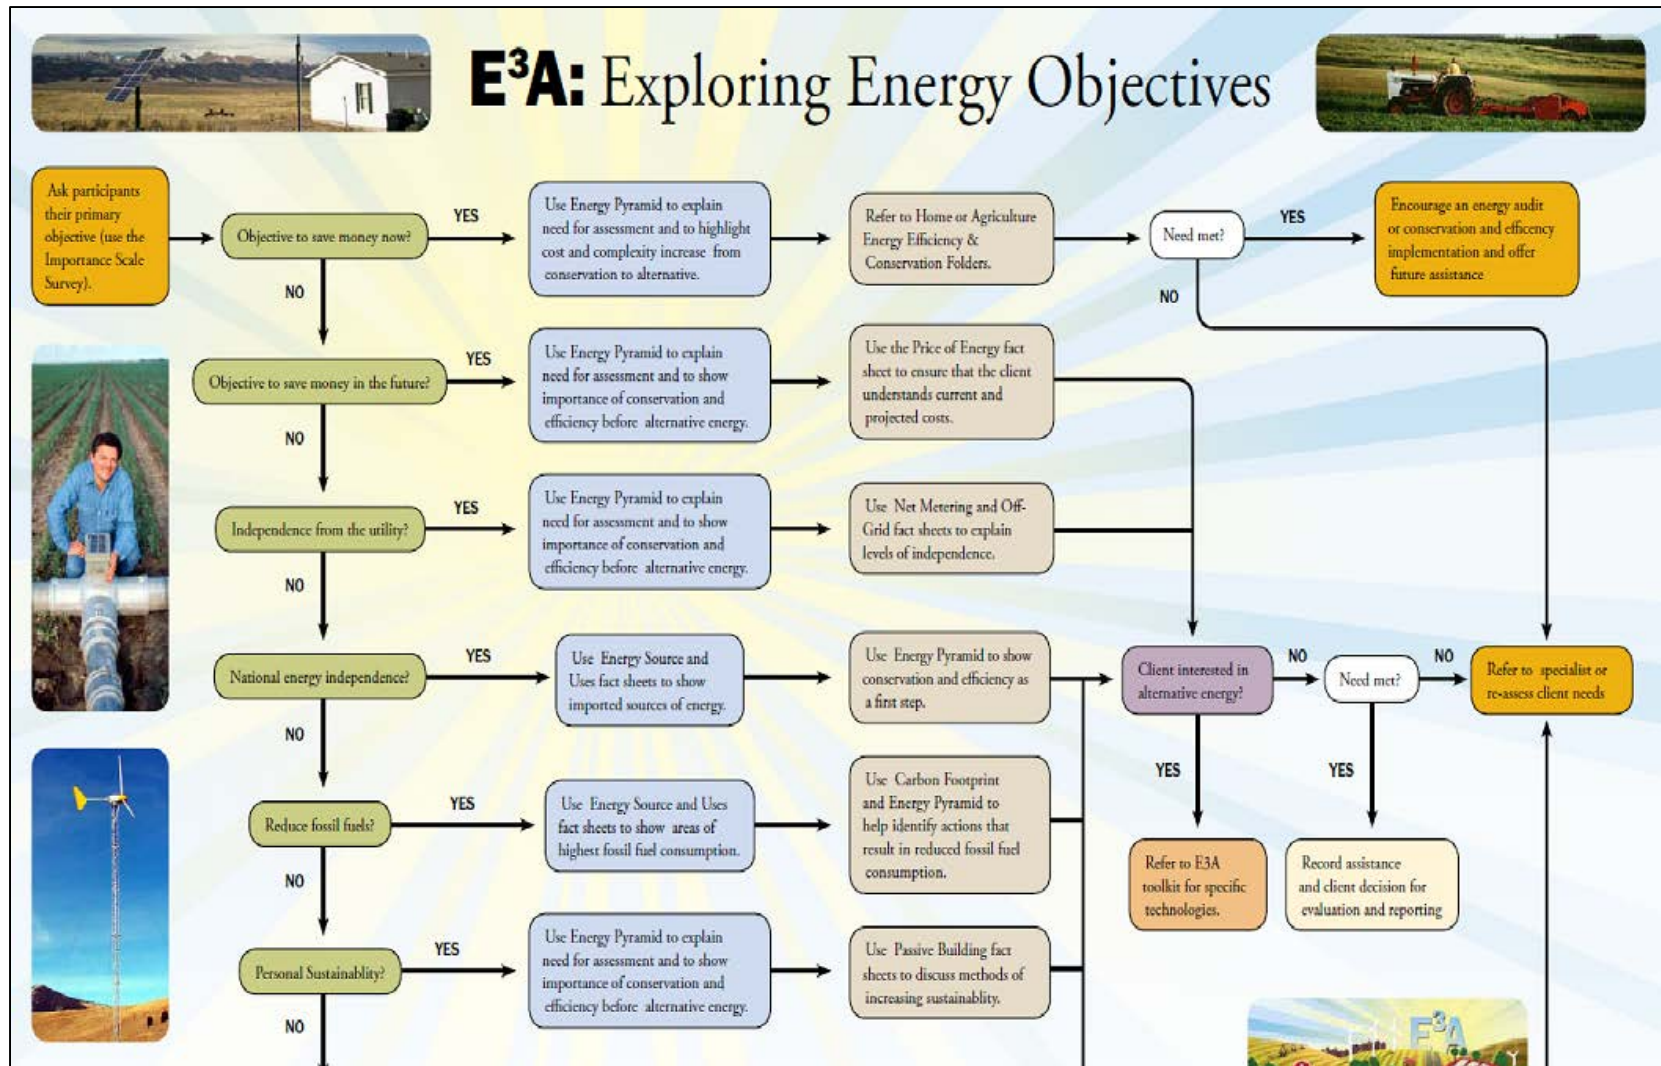 E³A: Exploring Energy Objectives
Ask participants
their primary
objective (use the
Importance Scale
Survey).
Objective to save money now?
YES
Use Energy Pyramid to explain
need for assessment and to highlight
cost and complexity increase from
conservation to alternative.
Refer to Home or Agriculture
Energy Efficiency &
Conservation Folders.
Need met?
YES
Encourage an energy audit
or conservation and efficency
implementation and offer
future assistance
NO
NO
Objective to save money in the future?
YES
Use Energy Pyramid to explain
need for assessment and to show
importance of conservation and
efficiency before alternative energy.
Use the Price of Energy fact
sheet to ensure that the client
understands current and
projected costs.
NO
Independence from the utility?
YES
Use Energy Pyramid to explain
need for assessment and to show
importance of conservation and
efficiency before alternative energy.
Use Net Metering and Off-
Grid fact sheets to explain
levels of independence.
NO
National energy independence?
YES
Use Energy Source and
Uses fact sheets to show
imported sources of energy.
Use Energy Pyramid to show
conservation and efficiency as
a first step.
Client interested in
alternative energy?
NO
Need met?
NO
Refer to specialist or
re-assess client needs
YES
YES
Refer to E3A
toolkit for specific
technologies.
Record assistance
and client decision for
evaluation and reporting
NO
Reduce fossil fuels?
YES
Use Energy Source and Uses
fact sheets to show areas of
highest fossil fuel consumption.
Use Carbon Footprint
and Energy Pyramid to
help identify actions that
result in reduced fossil fuel
consumption.
NO
Personal Sustainablity?
YES
Use Energy Pyramid to explain
need for assessment and to show
importance of conservation and
efficiency before alternative energy.
Use Passive Building fact
sheets to discuss methods of
increasing sustainablity.
NO
E³A